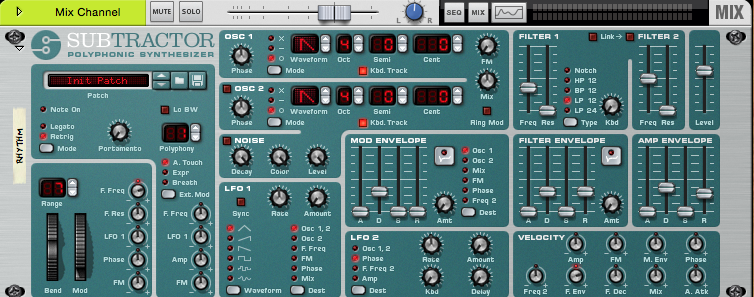 Mix Channel
MUTE
SOLO
L
R
SEQ
MIX
MIX
SUBTRACTOR
POLYPHONIC SYNTHESIZER
Init Patch
Patch
Note On
Lo BW
Legato
Retrig
Mode
Portamento
Polyphony
RHYTHM
Range
Bend
Mod
F. Freq
F. Res
LFO 1
Phase
FM
A. Touch
Expr
Breath
Ext. Mod
F. Freq
LFO 1
Amp
FM
OSC 1
Phase
Mode
Waveform
Oct
Semi
Cent
Kbd. Track
OSC 2
Phase
Mode
Waveform
Oct
Semi
Cent
Kbd. Track
FM
Mix
Ring Mod
NOISE
Decay
Color
Level
LFO 1
Sync
Rate
Amount
Waveform
Osc 1, 2
Osc 2
F. Freq
FM
Phase
Mix
Dest
MOD ENVELOPE
A
D
S
R
Amt
Osc 1
Osc 2
Mix
FM
Phase
Freq 2
Dest
LFO 2
Osc 1, 2
Phase
F. Freq 2
Amp
Dest
Rate
Amount
Kbd
Delay
FILTER 1
Link
FILTER 2
Freq
Res
Notch
HP 12
BP 12
LP 12
LP 24
Type
Kbd
Freq
Res
Level
FILTER ENVELOPE
A
D
S
R
Amt
AMP ENVELOPE
A
D
S
R
VELOCITY
Amp
FM
M. Env
Phase
Freq 2
F. Env
F. Dec
Mix
A. Atk